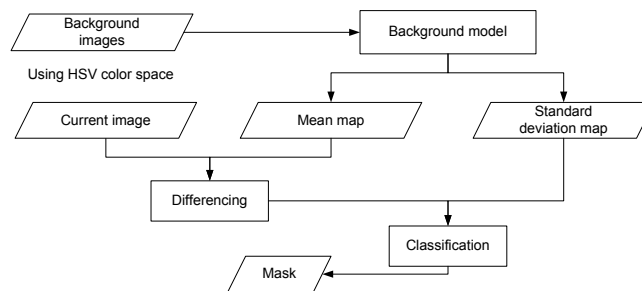 Background
images
Background model
Using HSV color space
Current image
Mean map
Standard
deviation map
Differencing
Classification
Mask